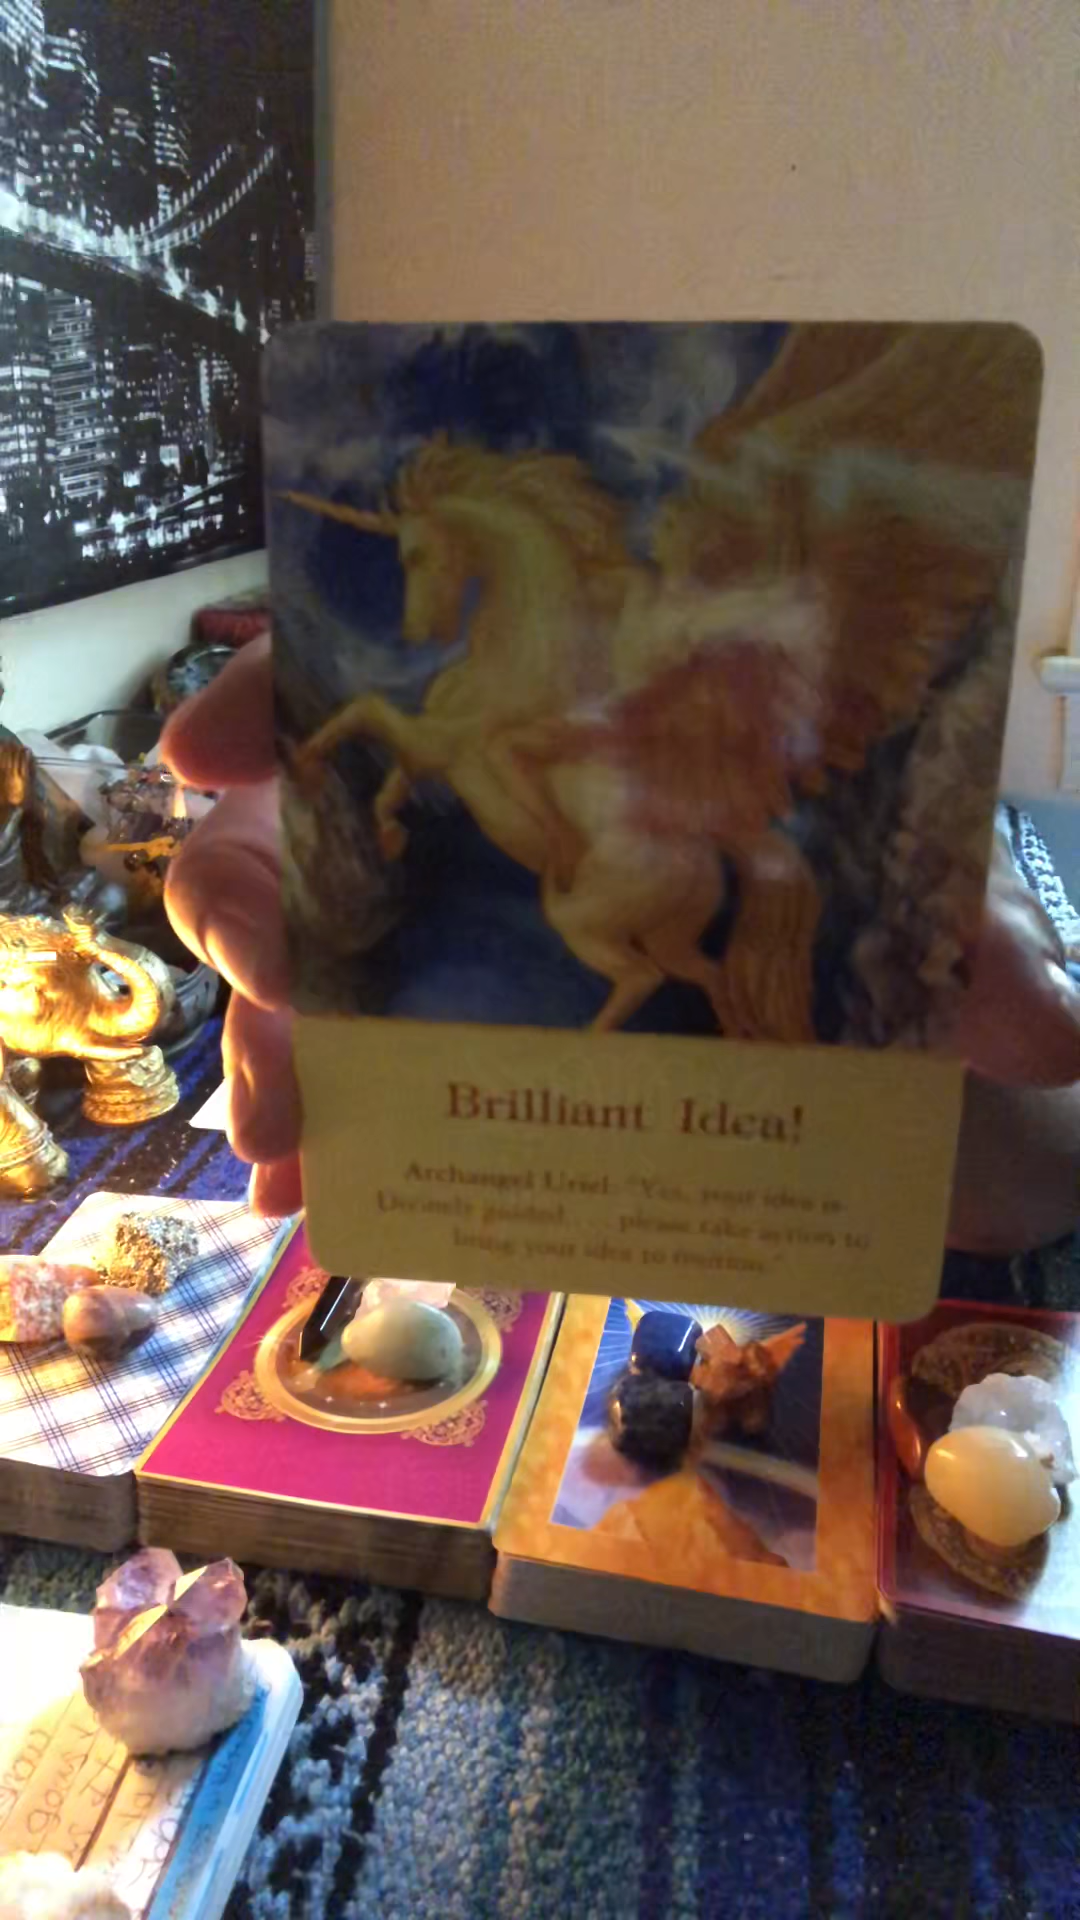 Brilliant Idea!
Archangel Uriel: "Yes, your idea is
Divinely guided. . . . please take action to
bring your idea to fruition."